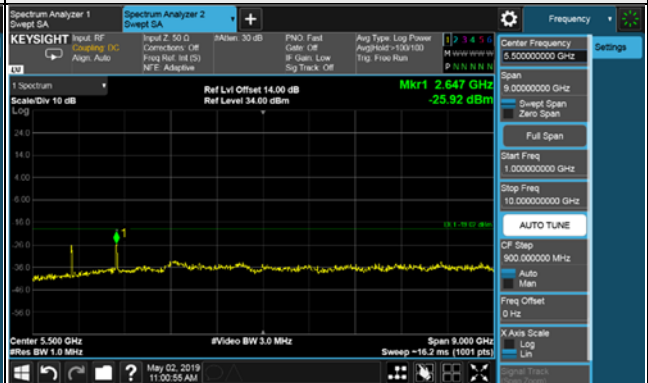 Spectrum Analyzer 1
Swept SA
Spectrum Analyzer 2
Swept SA
+
Frequency
KEYSIGHT
Input: RF
Coupling: DC
Align: Auto
Input Z: 50 Ω
Corrections: Off
Freq Ref: Int (S)
NFE: Adaptive
#Atten: 30 dB
PNO: Fast
Gate: Off
IF Gain: Low
Sig Track: Off
Avg Type: Log Power
Avg|Hold:>100/100
Trig: Free Run
1 2 3 4 5 6
M W W W W W
P N N N N N
LXI
1 Spectrum
Scale/Div 10 dB
Log
Ref Lvl Offset 14.00 dB
Ref Level 34.00 dBm
Mkr1 2.647 GHz
-25.92 dBm
24.0
14.0
6.00
-26.0
-36.0
-46.0
-56.0
1
Center 5.500 GHz
#Res BW 1.0 MHz
#Video BW 3.0 MHz
Span 9.000 GHz
Sweep ~16.2 ms (1001 pts)
Center Frequency
5.500000000 GHz
Settings
Span
9.00000000 GHz
Swept Span
Zero Span
Full Span
Start Freq
1.000000000 GHz
Stop Freq
10.000000000 GHz
AUTO TUNE
CF Step
900.000000 MHz
Auto
Man
Freq Offset
0 Hz
X Axis Scale
Log
Lin
Signal Track
?
May 02, 2019
11:00:55 AM